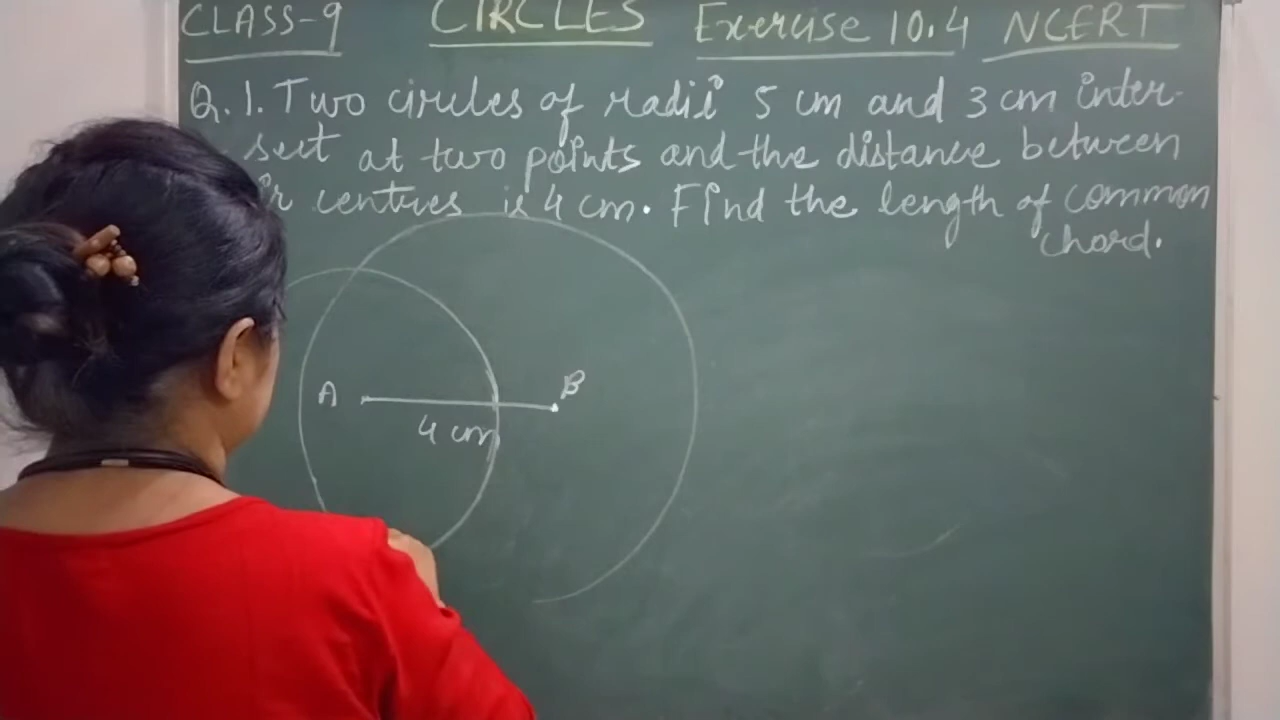 CLASS-9 CIRCLES Exercise 10.4 NCERT
Q.1. Two circles of radii 5 cm and 3 cm inter-
sect at two points and the distance between
centres is 4 cm. Find the length of common
chord.
A B
4 cm